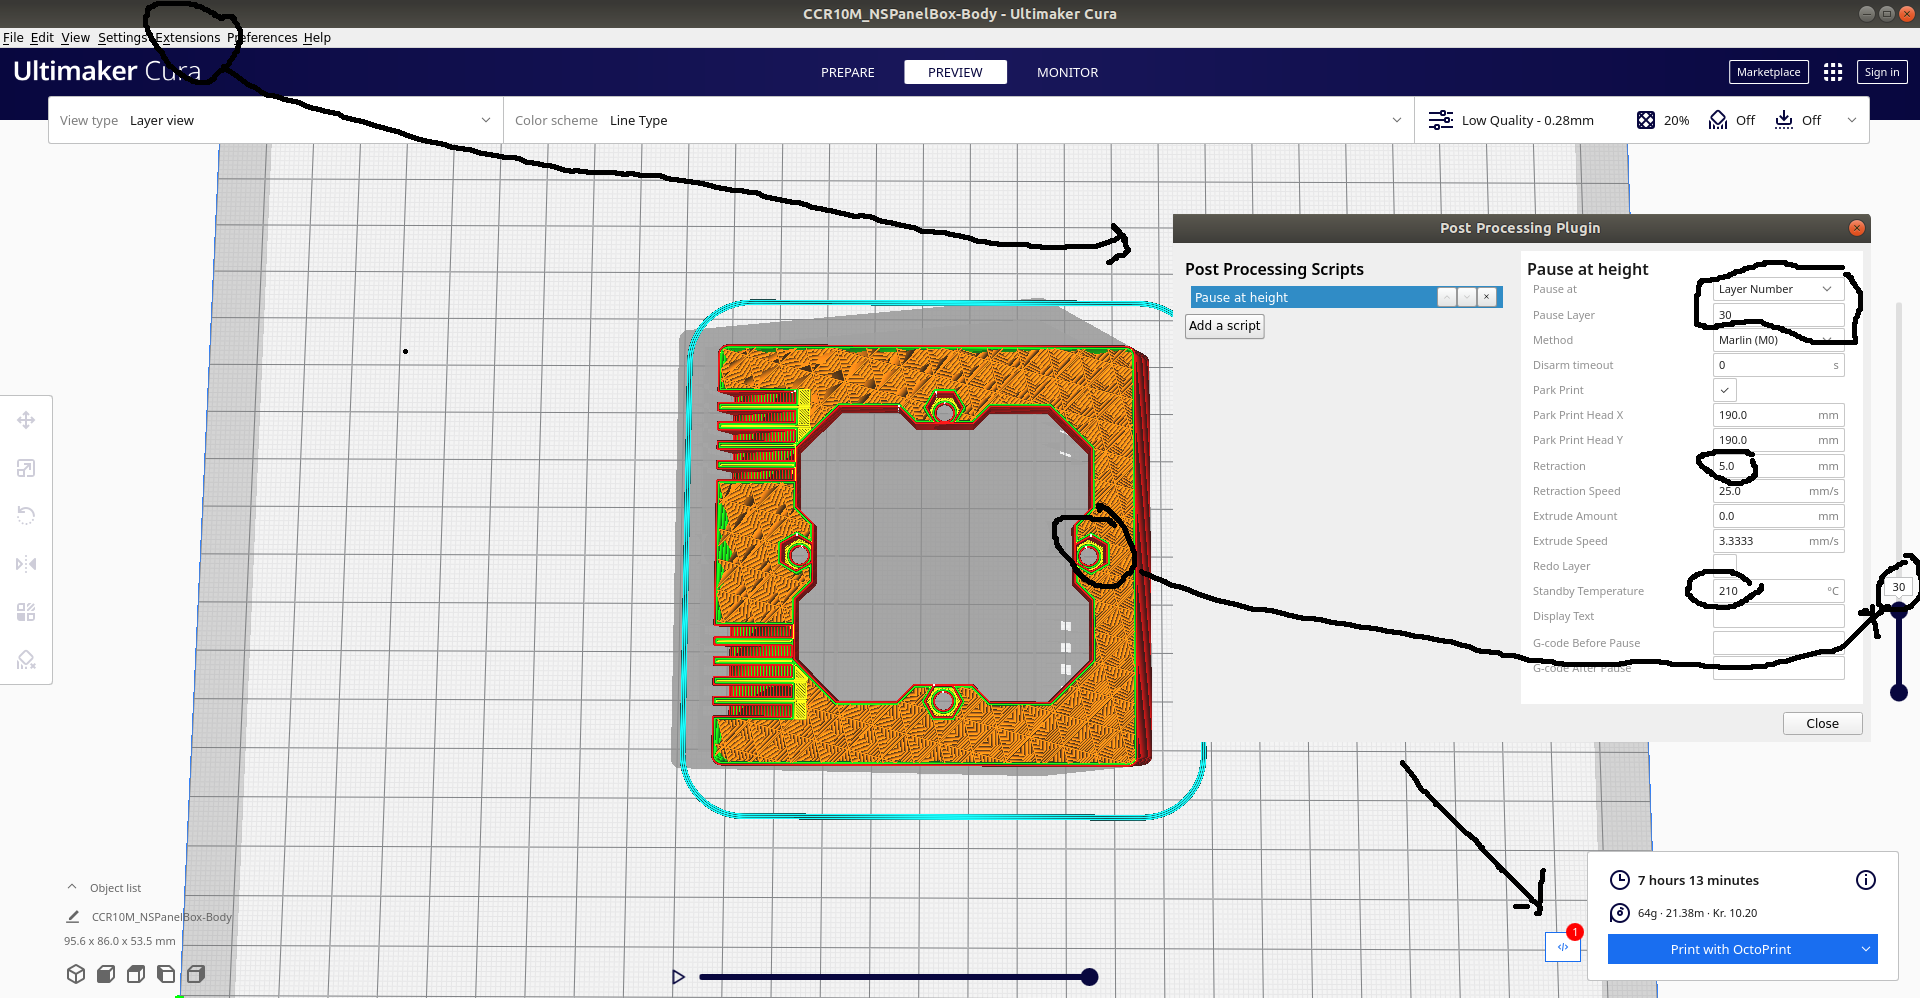 CCR10M_NSPanelBox-Body - Ultimaker Cura
File Edit View Settings Extensions Preferences Help
Ultimaker Cura
PREPARE PREVIEW MONITOR
Marketplace Sign in
View type Layer view
Color scheme Line Type
Low Quality - 0.28mm 20% Off Off
Post Processing Plugin
Post Processing Scripts
Pause at height
Add a script
Pause at height
Pause at Layer Number
Pause Layer 30
Method Marlin (M0)
Disarm timeout 0 s
Park Print
Park Print Head X 190.0 mm
Park Print Head Y 190.0 mm
Retraction 5.0 mm
Retraction Speed 25.0 mm/s
Extrude Amount 0.0 mm
Extrude Speed 3.3333 mm/s
Redo Layer
Standby Temperature 210 °C
Display Text
G-code Before Pause
G-code After Pause
Close
30
Object list
CCR10M_NSPanelBox-Body
95.6 x 86.0 x 53.5 mm
7 hours 13 minutes
64g · 21.38m · Kr. 10.20
1
Print with OctoPrint